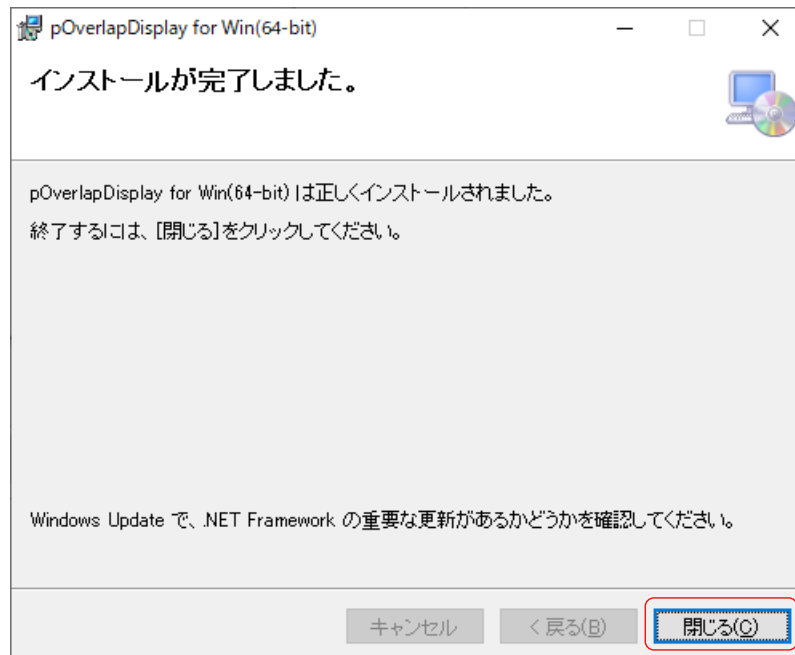 pOverlapDisplay for Win(64-bit)
インストールが完了しました。
pOverlapDisplay for Win(64-bit) は正しくインストールされました。
終了するには、[閉じる]をクリックしてください。
Windows Update で、.NET Framework の重要な更新があるかどうかを確認してください。
キャンセル
< 戻る(B)
閉じる(C)